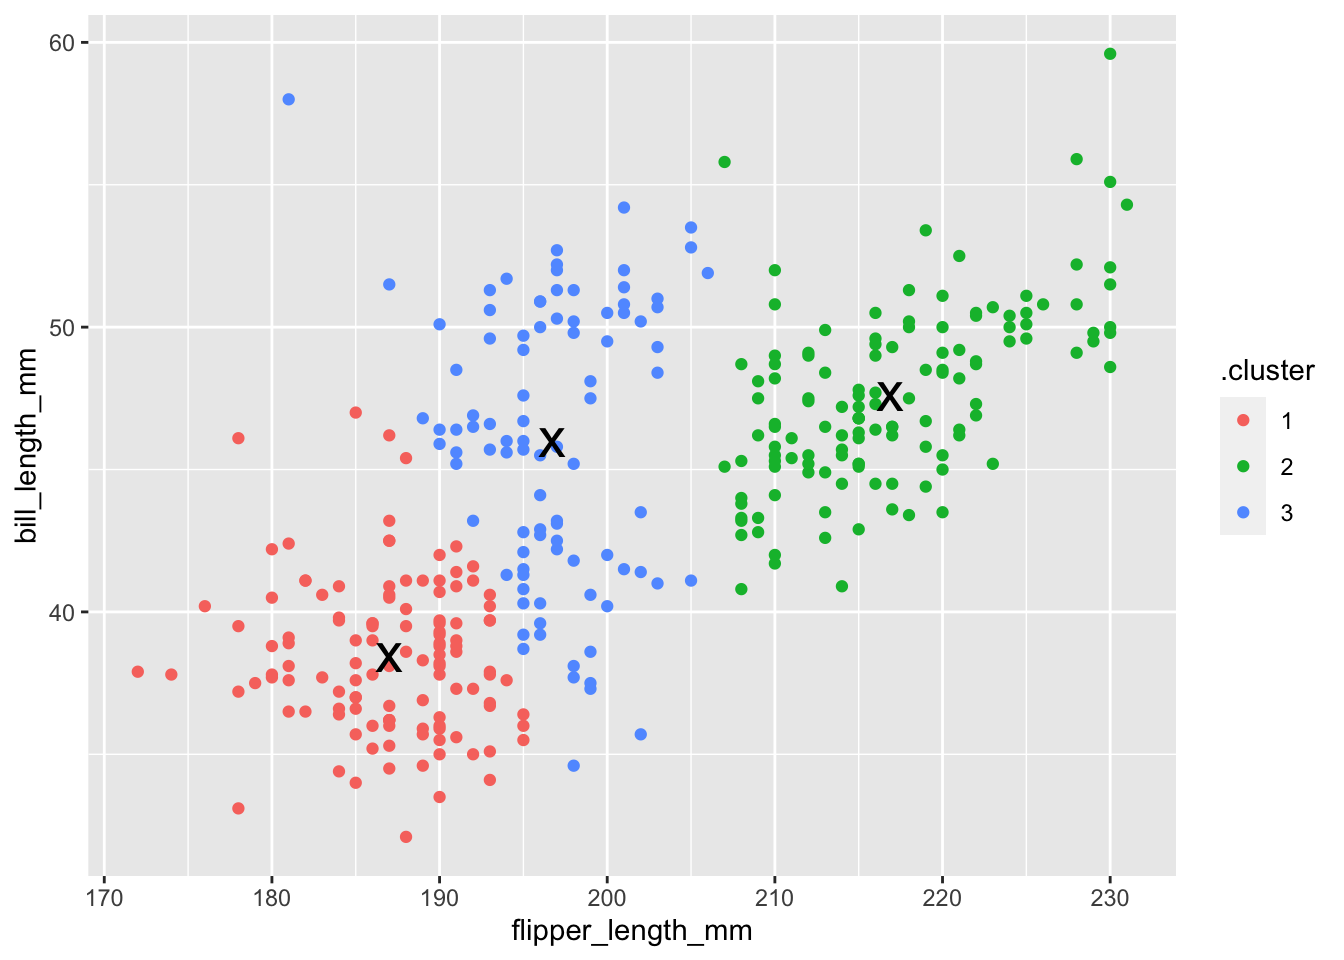 60
50
40
bill_length_mm
X
X
X
170 180 190 200 210 220 230
flipper_length_mm
.cluster
1
2
3